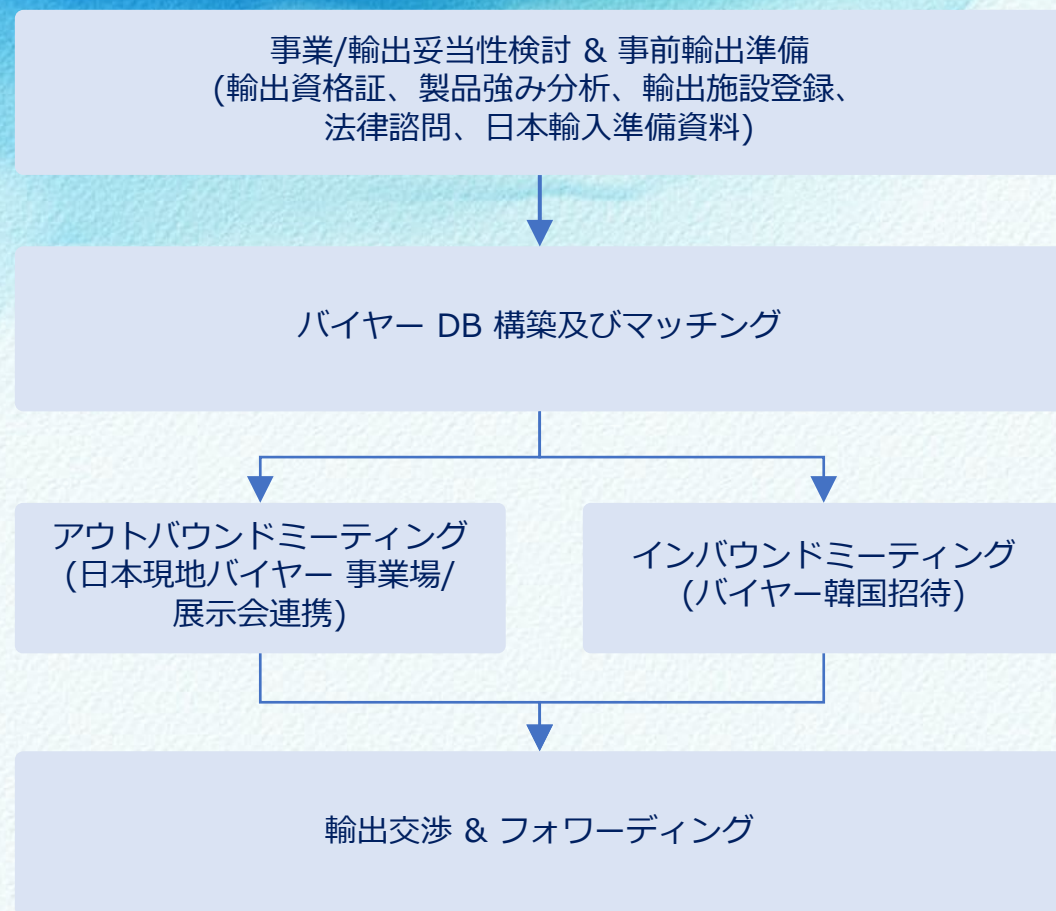 事業/輸出妥当性検討 & 事前輸出準備
(輸出資格証、製品強み分析、輸出施設登録、
法律諮問、日本輸入準備資料)
バイヤー DB 構築及びマッチング
アウトバウンドミーティング
(日本現地バイヤー 事業場/
展示会連携)
インバウンドミーティング
(バイヤー韓国招待)
輸出交渉 & フォワーディング